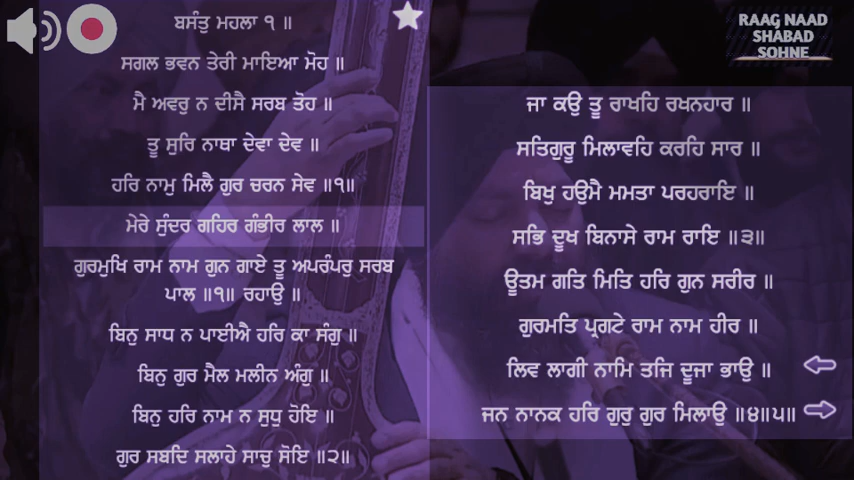 ਬਸੰਤੁ ਮਹਲਾ ੧ ॥
ਸਗਲ ਭਵਨ ਤੇਰੀ ਮਾਇਆ ਮੋਹ ॥
ਮੈ ਅਵਰੁ ਨ ਦੀਸੈ ਸਰਬ ਤੋਹ ॥
ਤੂ ਸੁਰਿ ਨਾਥਾ ਦੇਵਾ ਦੇਵ ॥
ਹਰਿ ਨਾਮੁ ਮਿਲੈ ਗੁਰ ਚਰਨ ਸੇਵ ॥੧॥
ਮੇਰੇ ਸੁੰਦਰ ਗਹਿਰ ਗੰਭੀਰ ਲਾਲ ॥
ਗੁਰਮੁਖਿ ਰਾਮ ਨਾਮ ਗੁਨ ਗਾਏ ਤੂ ਅਪਰੰਪਰੁ ਸਰਬ
ਪਾਲ ॥੧॥ ਰਹਾਉ ॥
ਬਿਨੁ ਸਾਧ ਨ ਪਾਈਐ ਹਰਿ ਕਾ ਸੰਗੁ ॥
ਬਿਨੁ ਗੁਰ ਮੈਲ ਮਲੀਨ ਅੰਗੁ ॥
ਬਿਨੁ ਹਰਿ ਨਾਮ ਨ ਸੁਧੁ ਹੋਇ ॥
ਗੁਰ ਸਬਦਿ ਸਲਾਹੇ ਸਾਚੁ ਸੋਇ ॥੨॥
RAAG NAAD
SHABAD
SOHNE
ਜਾ ਕਉ ਤੂ ਰਾਖਹਿ ਰਖਨਹਾਰ ॥
ਸਤਿਗੁਰੂ ਮਿਲਾਵਹਿ ਕਰਹਿ ਸਾਰ ॥
ਬਿਖੁ ਹਉਮੈ ਮਮਤਾ ਪਰਹਰਾਇ ॥
ਸਭਿ ਦੂਖ ਬਿਨਾਸੇ ਰਾਮ ਰਾਇ ॥੩॥
ਊਤਮ ਗਤਿ ਮਿਤਿ ਹਰਿ ਗੁਨ ਸਰੀਰ ॥
ਗੁਰਮਤਿ ਪ੍ਰਗਟੇ ਰਾਮ ਨਾਮ ਹੀਰ ॥
ਲਿਵ ਲਾਗੀ ਨਾਮਿ ਤਜਿ ਦੂਜਾ ਭਾਉ ॥
ਜਨ ਨਾਨਕ ਹਰਿ ਗੁਰੁ ਗੁਰ ਮਿਲਾਉ ॥੪॥੫॥